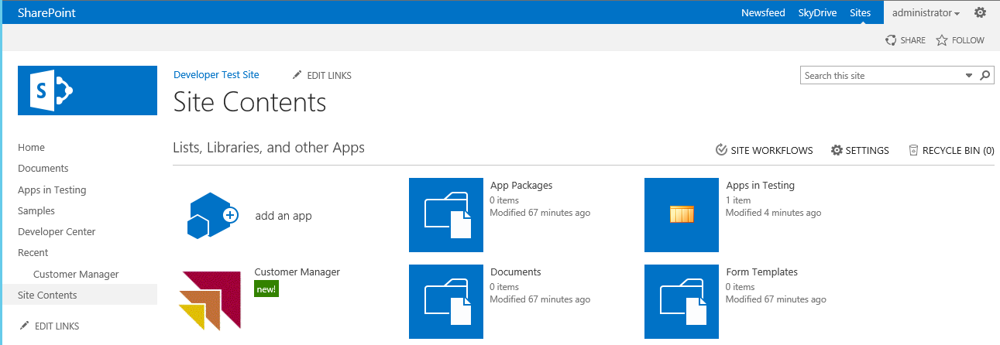 SharePoint
Newsfeed SkyDrive Sites administrator
SHARE FOLLOW
S
Developer Test Site EDIT LINKS
Search this site
Site Contents
Home
Documents
Apps in Testing
Samples
Developer Center
Recent
Customer Manager
Site Contents
EDIT LINKS
Lists, Libraries, and other Apps
SITE WORKFLOWS SETTINGS RECYCLE BIN (0)
add an app
App Packages
0 items
Modified 67 minutes ago
Apps in Testing
1 item
Modified 4 minutes ago
Customer Manager
new!
Documents
0 items
Modified 67 minutes ago
Form Templates
0 items
Modified 67 minutes ago